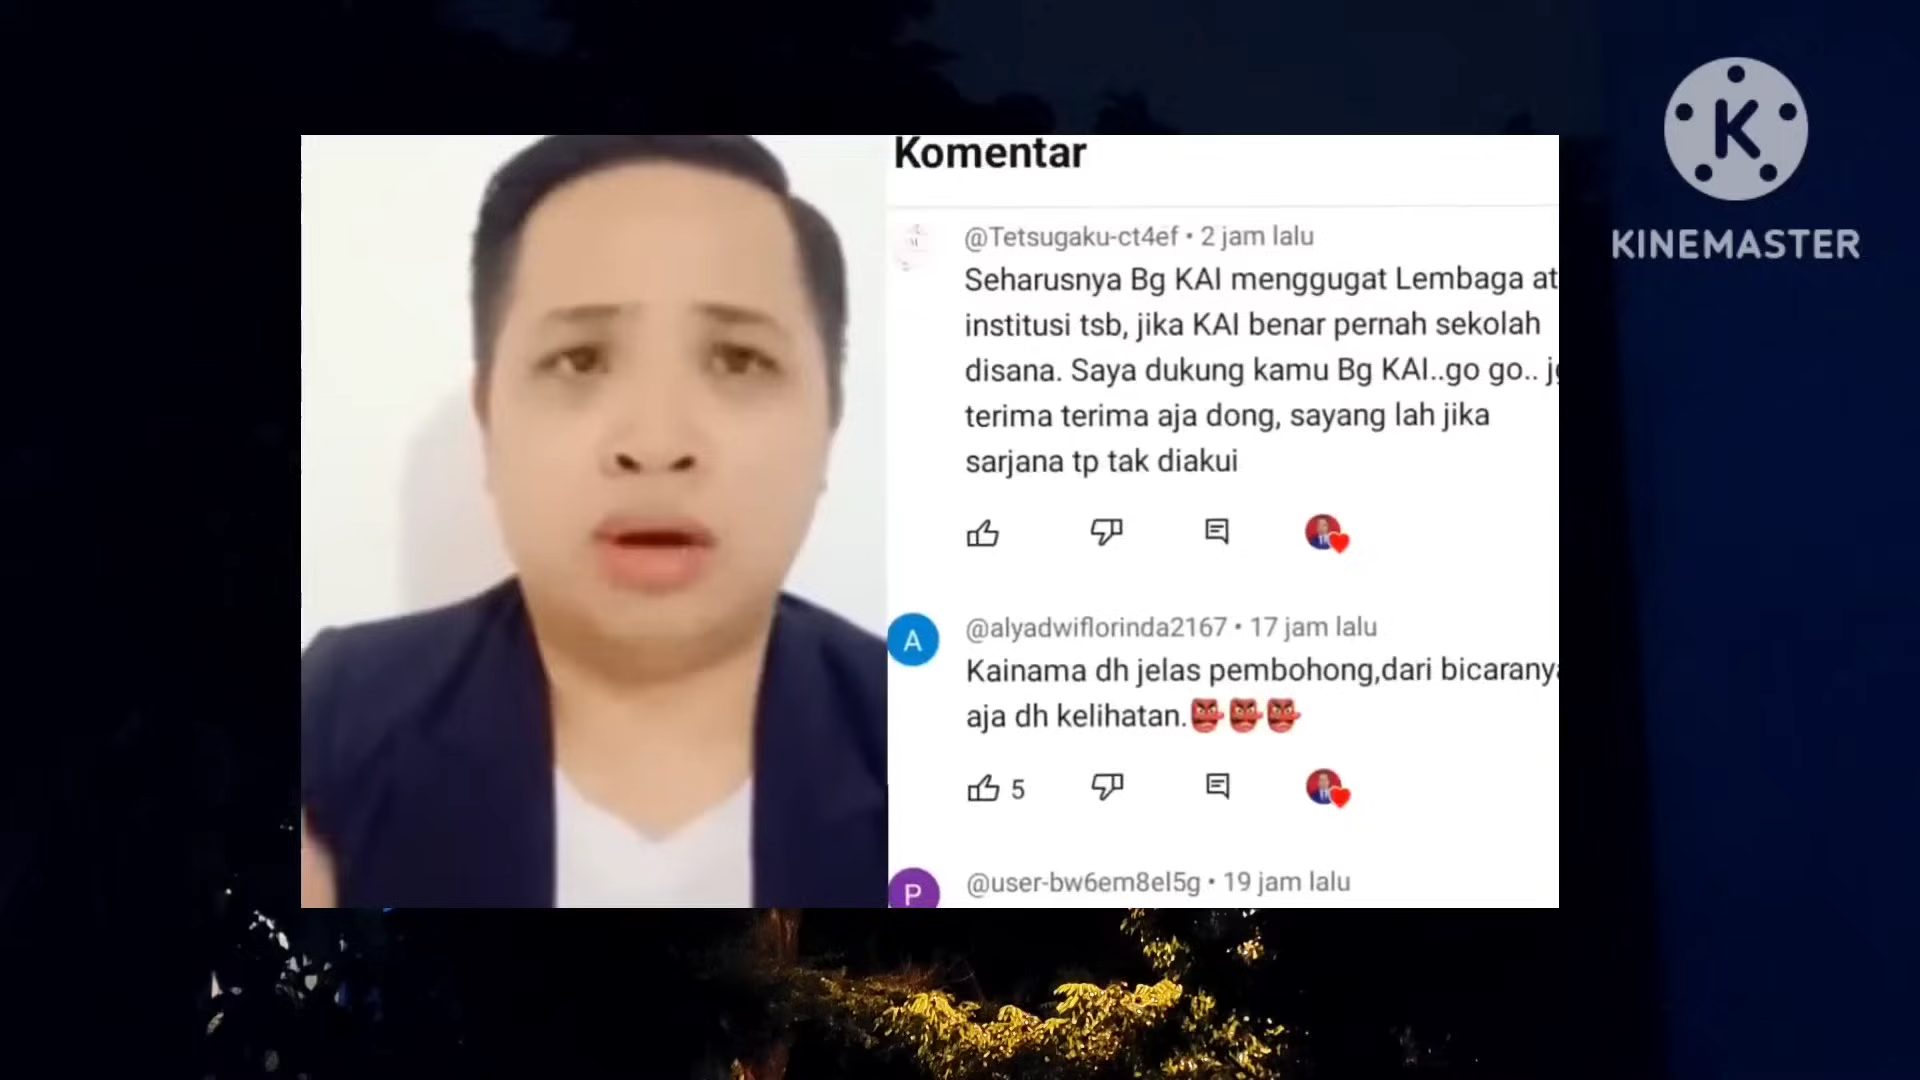 K
KINEMASTER
Komentar
@Tetsugaku-ct4ef • 2 jam lalu
Seharusnya Bg KAI menggugat Lembaga
institusi tsb, jika KAI benar pernah sekolah
disana. Saya dukung kamu Bg KAI..go go..
terima terima aja dong, sayang lah jika
sarjana tp tak diakui
A
@alyadwiflorinda2167 • 17 jam lalu
Kainama dh jelas pembohong,dari bicaranya
aja dh kelihatan.👺👺👺
5
P
@user-bw6em8el5g • 19 jam lalu